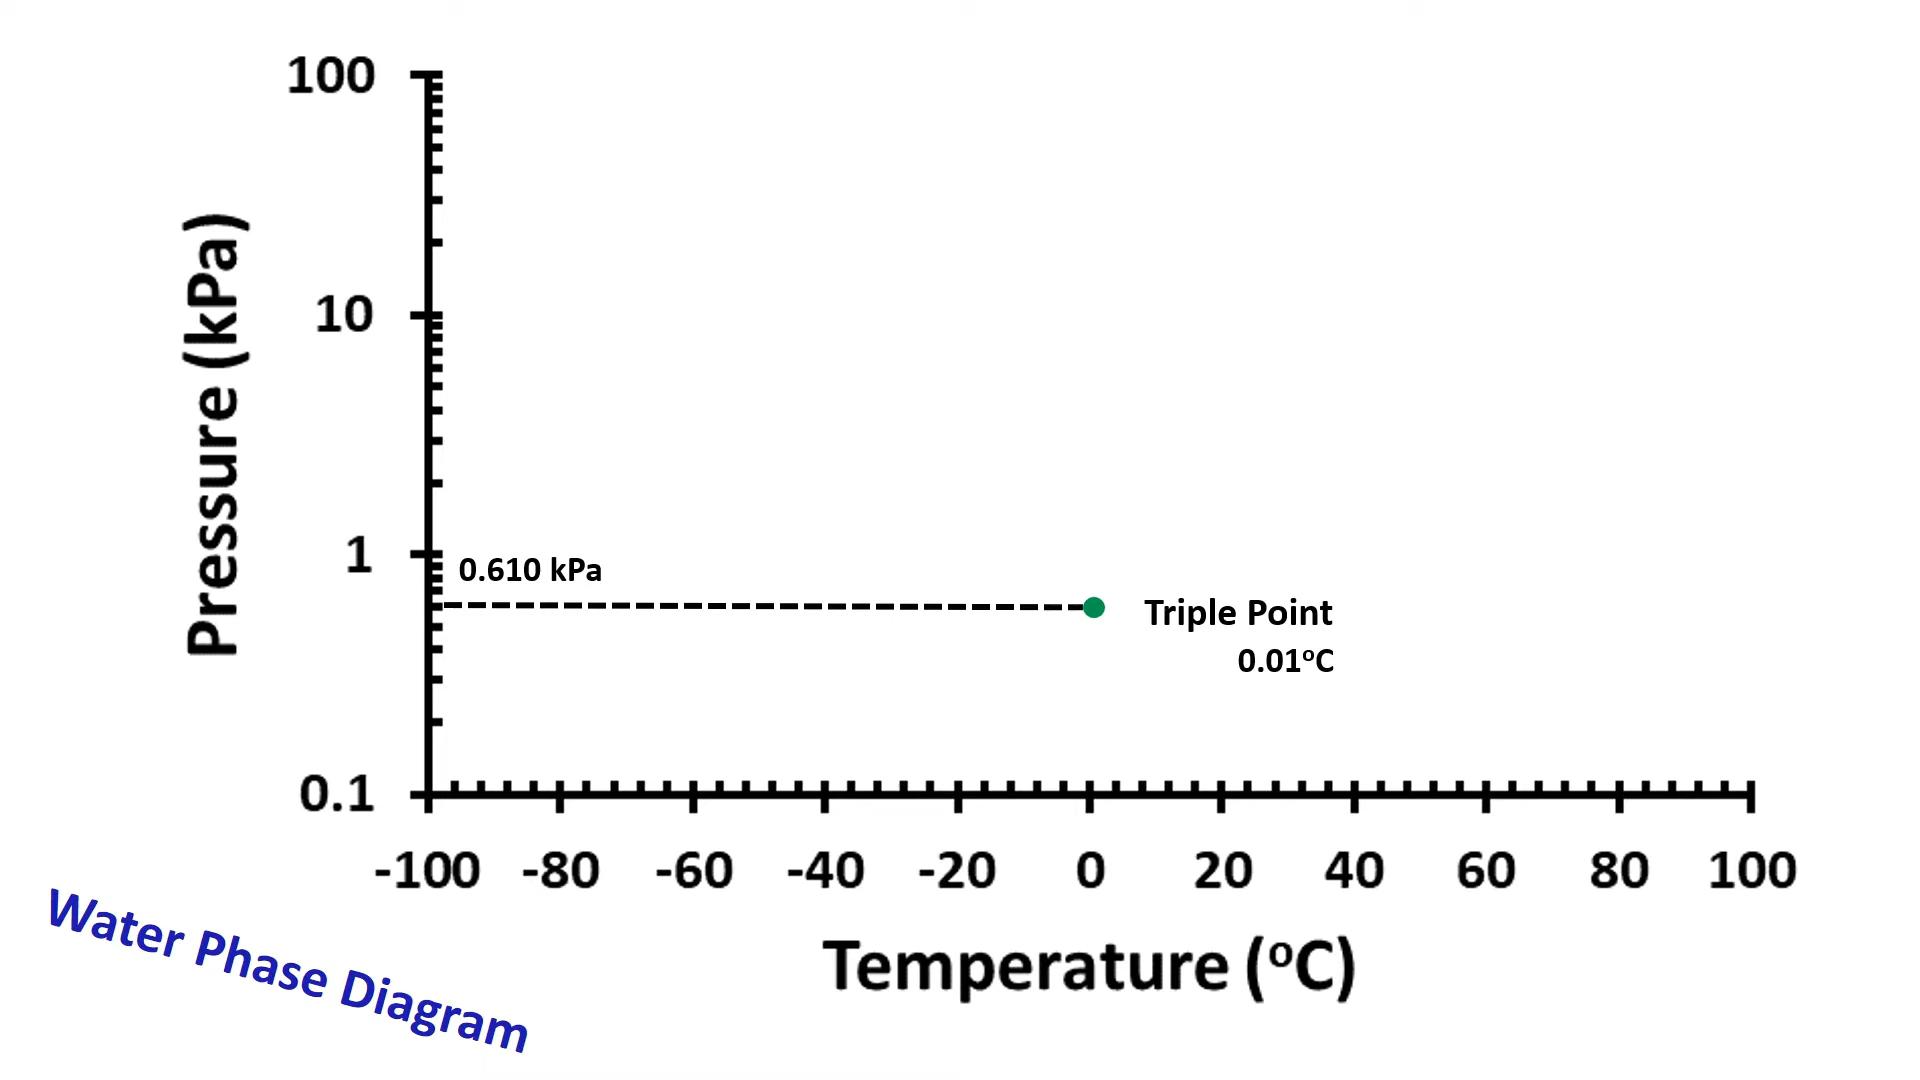 100
10
1
0.1
Pressure (kPa)
0.610 kPa
Triple Point
0.01ᵒC
-100 -80 -60 -40 -20 0 20 40 60 80 100
Temperature (ᵒC)
Water Phase Diagram